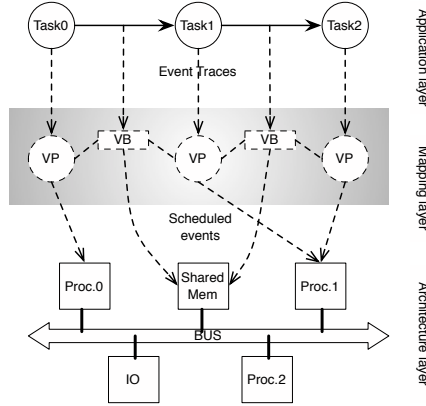 Task0
Task1
Task2
Event Traces
Application layer
VP
VB
VP
VB
VP
Mapping layer
Scheduled
events
Proc.0
Shared
Mem
Proc.1
Architecture layer
BUS
IO
Proc.2